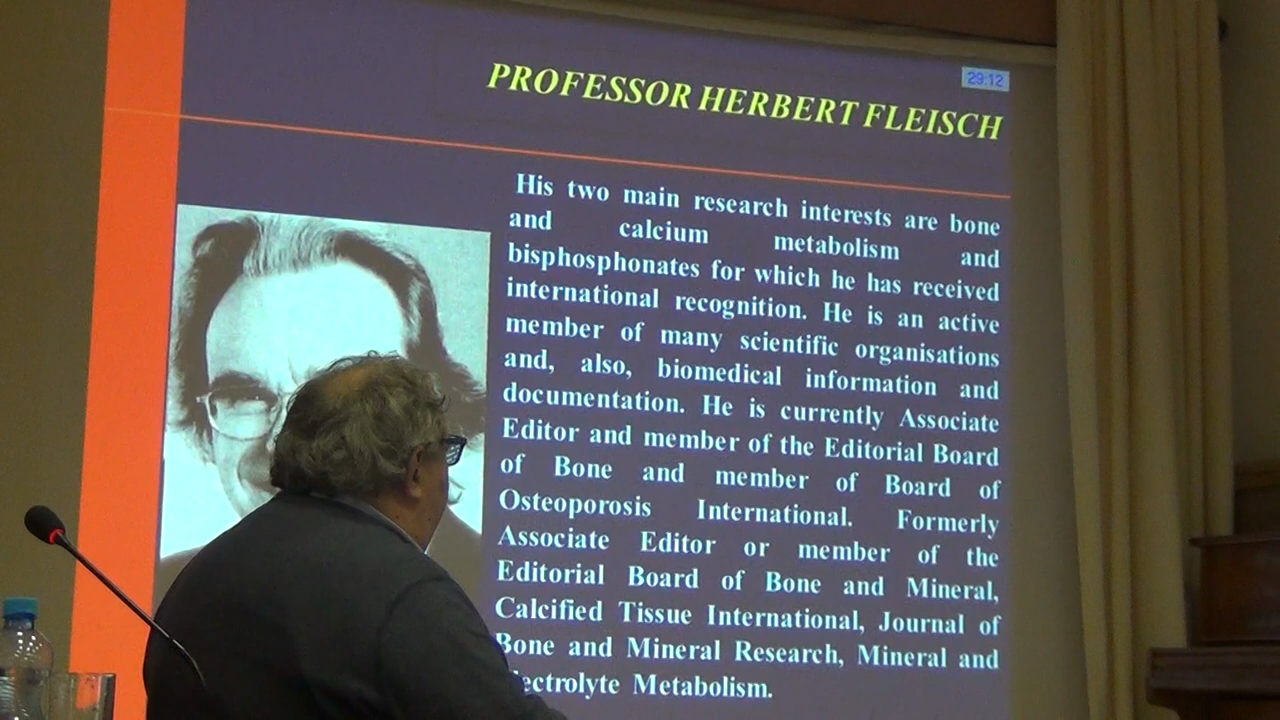 PROFESSOR HERBERT FLEISCH
29:12
His two main research interests are bone
and calcium metabolism and
bisphosphonates for which he has received
international recognition. He is an active
member of many scientific organisations
and, also, biomedical information and
documentation. He is currently Associate
Editor and member of the Editorial Board
of Bone and member of Board of
Osteoporosis International. Formerly
Associate Editor or member of the
Editorial Board of Bone and Mineral,
Calcified Tissue International, Journal of
Bone and Mineral Research, Mineral and
lectrolyte Metabolism.